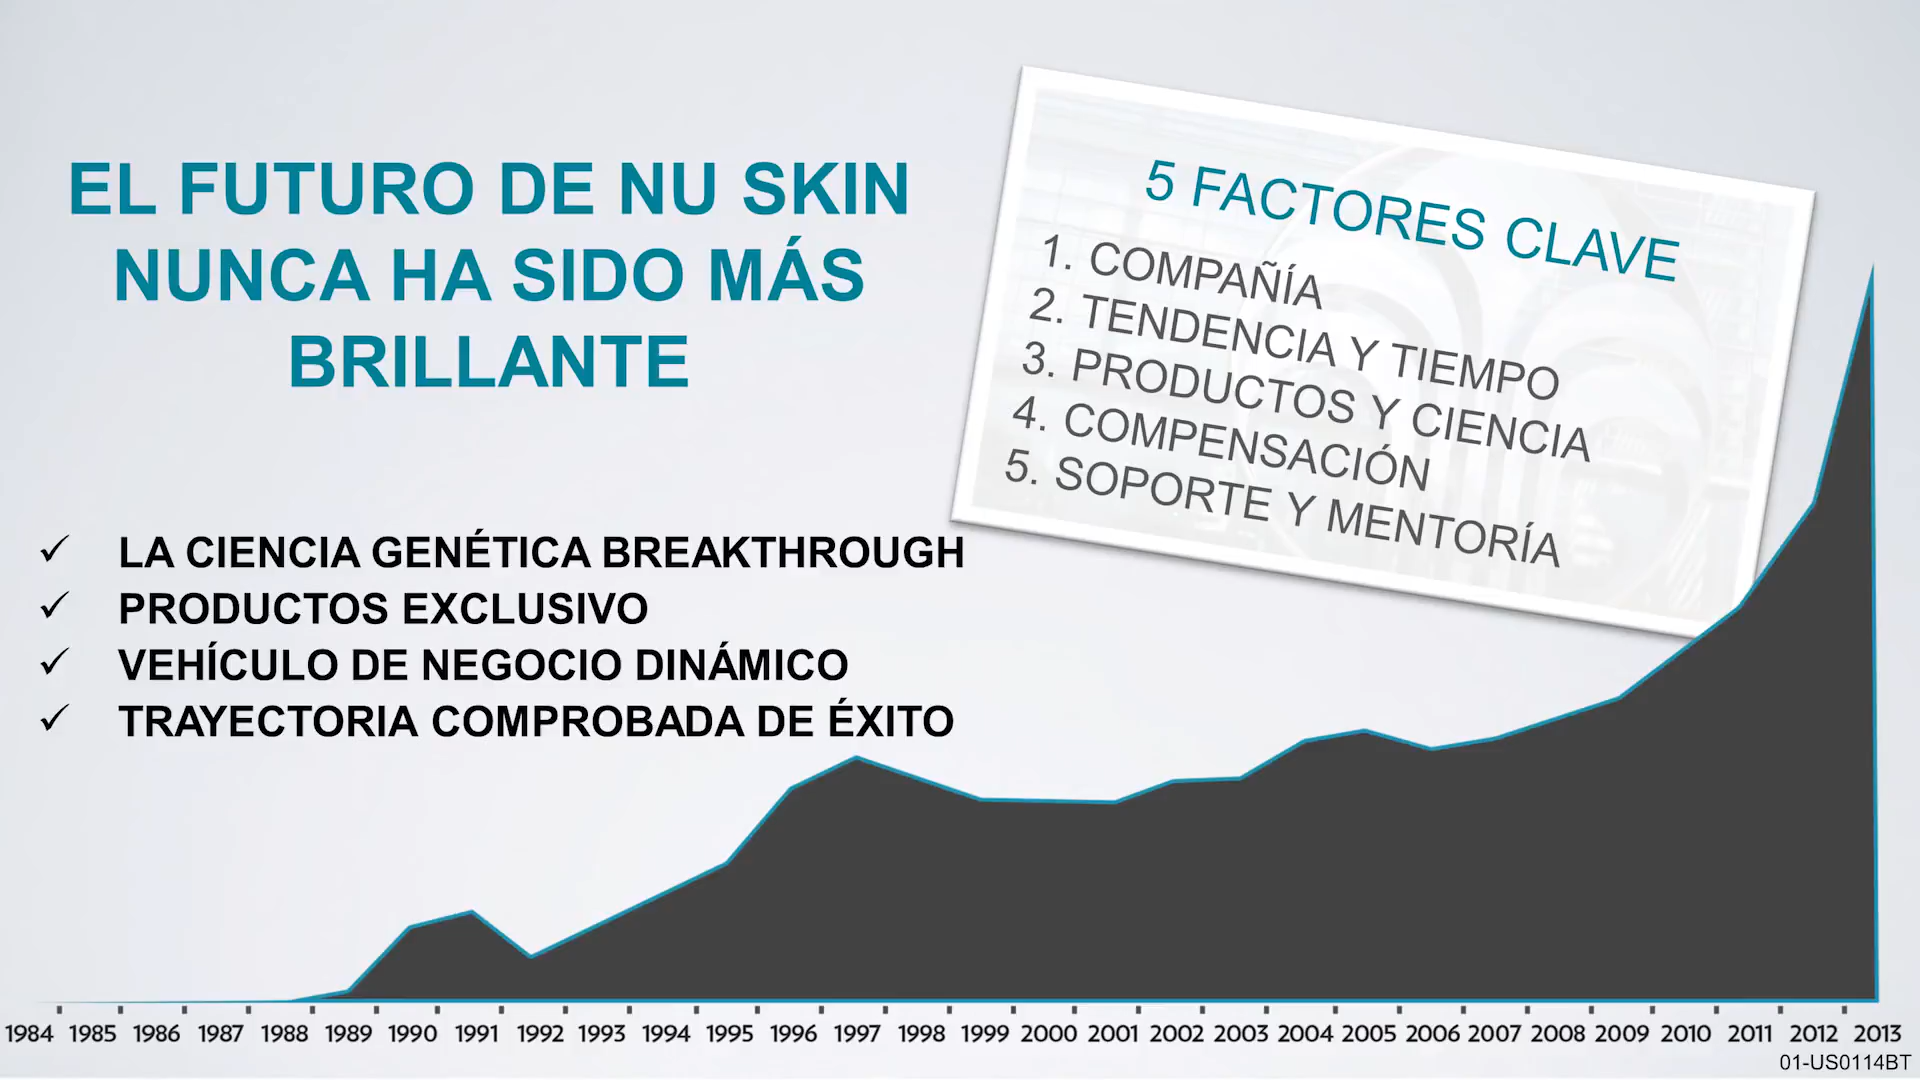 EL FUTURO DE NU SKIN
NUNCA HA SIDO MÁS
BRILLANTE
5 FACTORES CLAVE
1. COMPAÑÍA
2. TENDENCIA Y TIEMPO
3. PRODUCTOS Y CIENCIA
4. COMPENSACIÓN
5. SOPORTE Y MENTORÍA
✓ LA CIENCIA GENÉTICA BREAKTHROUGH
✓ PRODUCTOS EXCLUSIVO
✓ VEHÍCULO DE NEGOCIO DINÁMICO
✓ TRAYECTORIA COMPROBADA DE ÉXITO
1984 1985 1986 1987 1988 1989 1990 1991 1992 1993 1994 1995 1996 1997 1998 1999 2000 2001 2002 2003 2004 2005 2006 2007 2008 2009 2010 2011 2012 2013
01-US0114BT